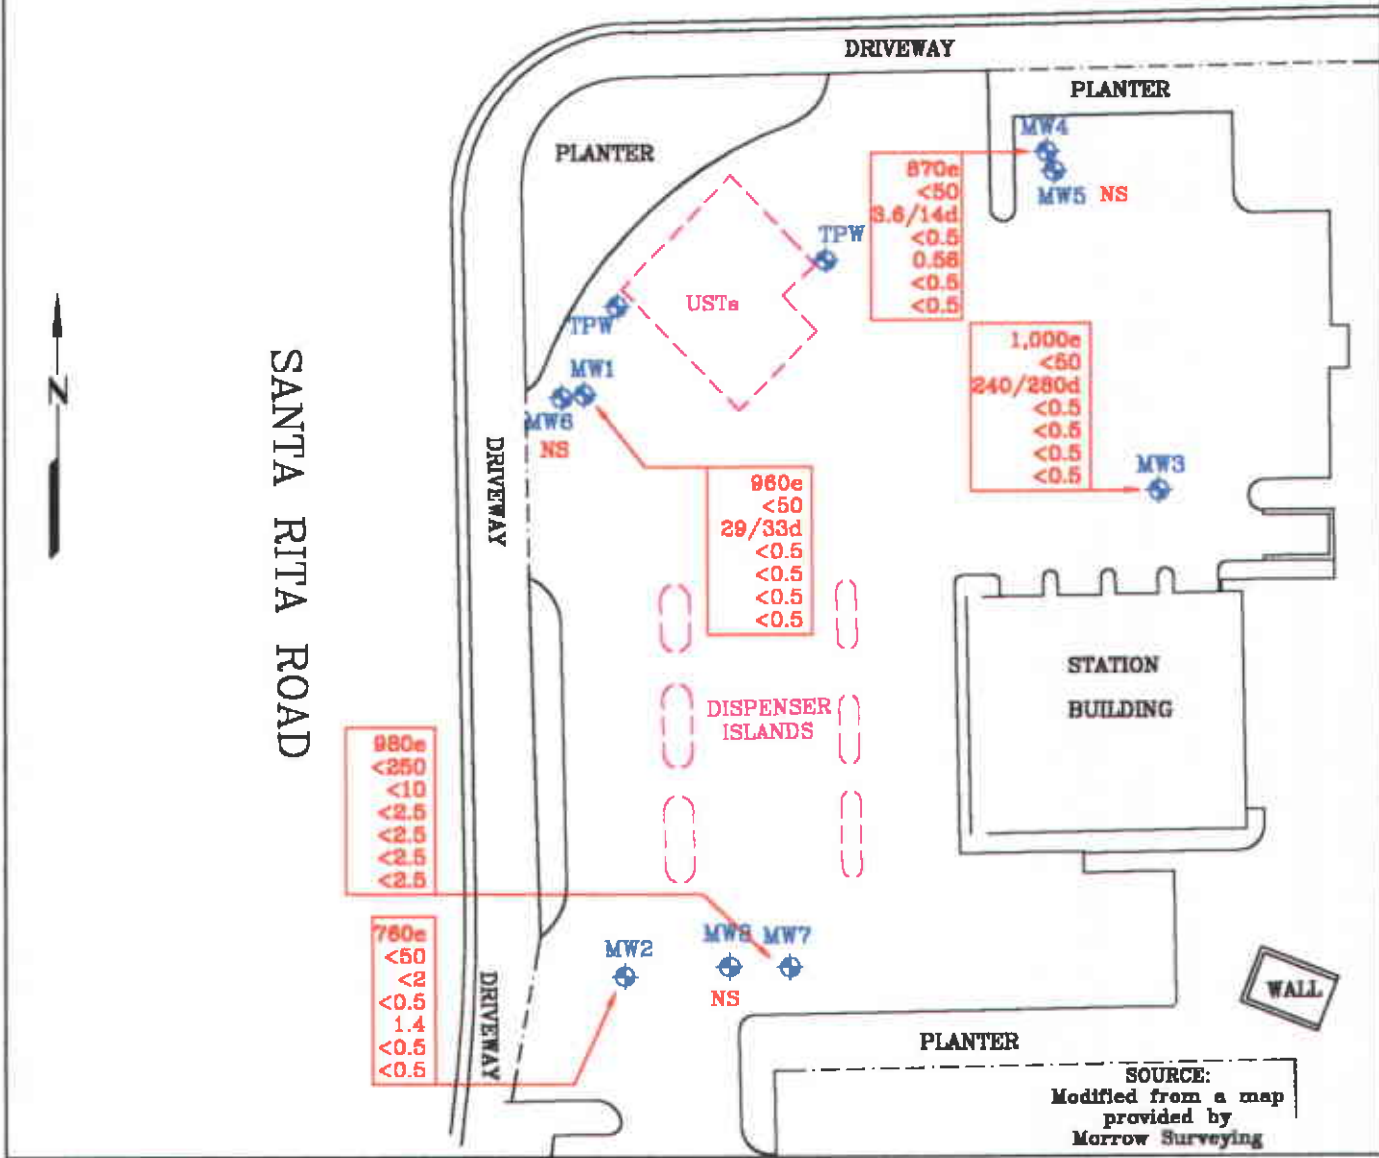 DRIVEWAY
PLANTER
PLANTER
MW4
MW5 NS
870e
<50
3.6/14d
<0.5
0.56
<0.5
<0.5
TPW
USTs
TPW
MW1
MW6
NS
1,000e
<50
240/280d
<0.5
<0.5
<0.5
<0.5
MW3
N
SANTA RITA ROAD
DRIVEWAY
960e
<50
29/33d
<0.5
<0.5
<0.5
<0.5
STATION
BUILDING
DISPENSER
ISLANDS
980e
<250
<10
<2.5
<2.5
<2.5
<2.5
760e
<50
<2
<0.5
1.4
<0.5
<0.5
MW2
MW8
MW7
NS
DRIVEWAY
WALL
PLANTER
SOURCE:
Modified from a map
provided by
Morrow Surveying